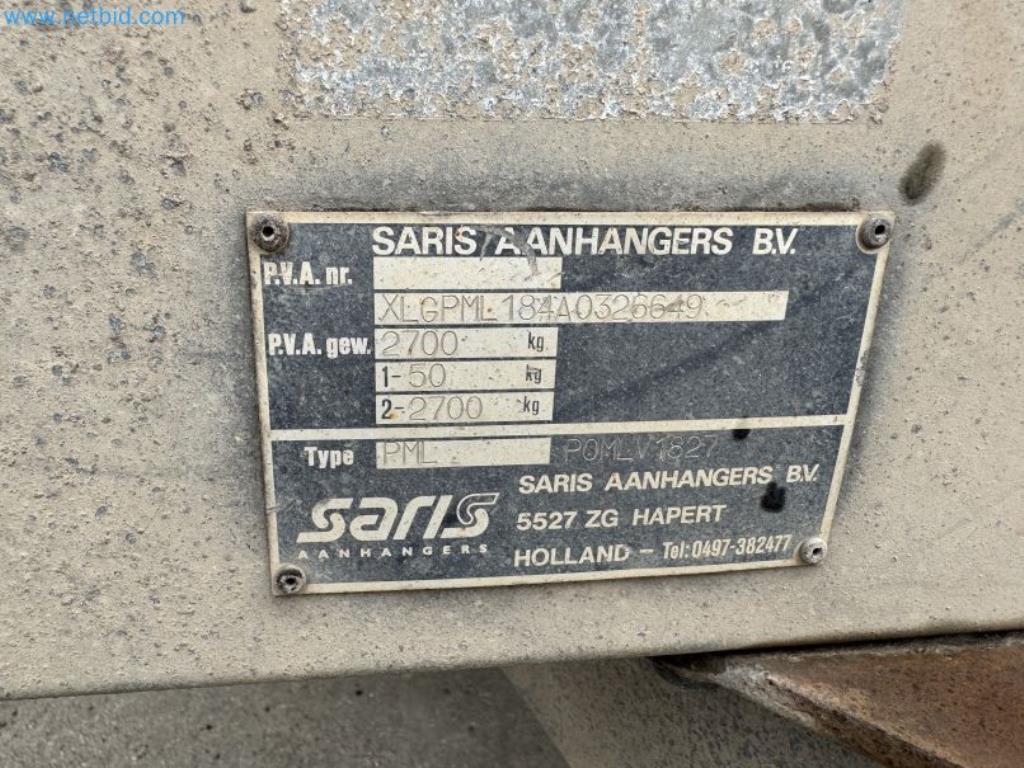 www.netbid.com
SARIS AANHANGERS B.V.
P.V.A. nr.
XLGPML184A0326649
P.V.A. gew. 2700 kg
1-50 kg
2-2700 kg
Type PML POMLV1827
saris
AANHANGERS
SARIS AANHANGERS B.V.
5527 ZG HAPERT
HOLLAND - Tel: 0497-382477